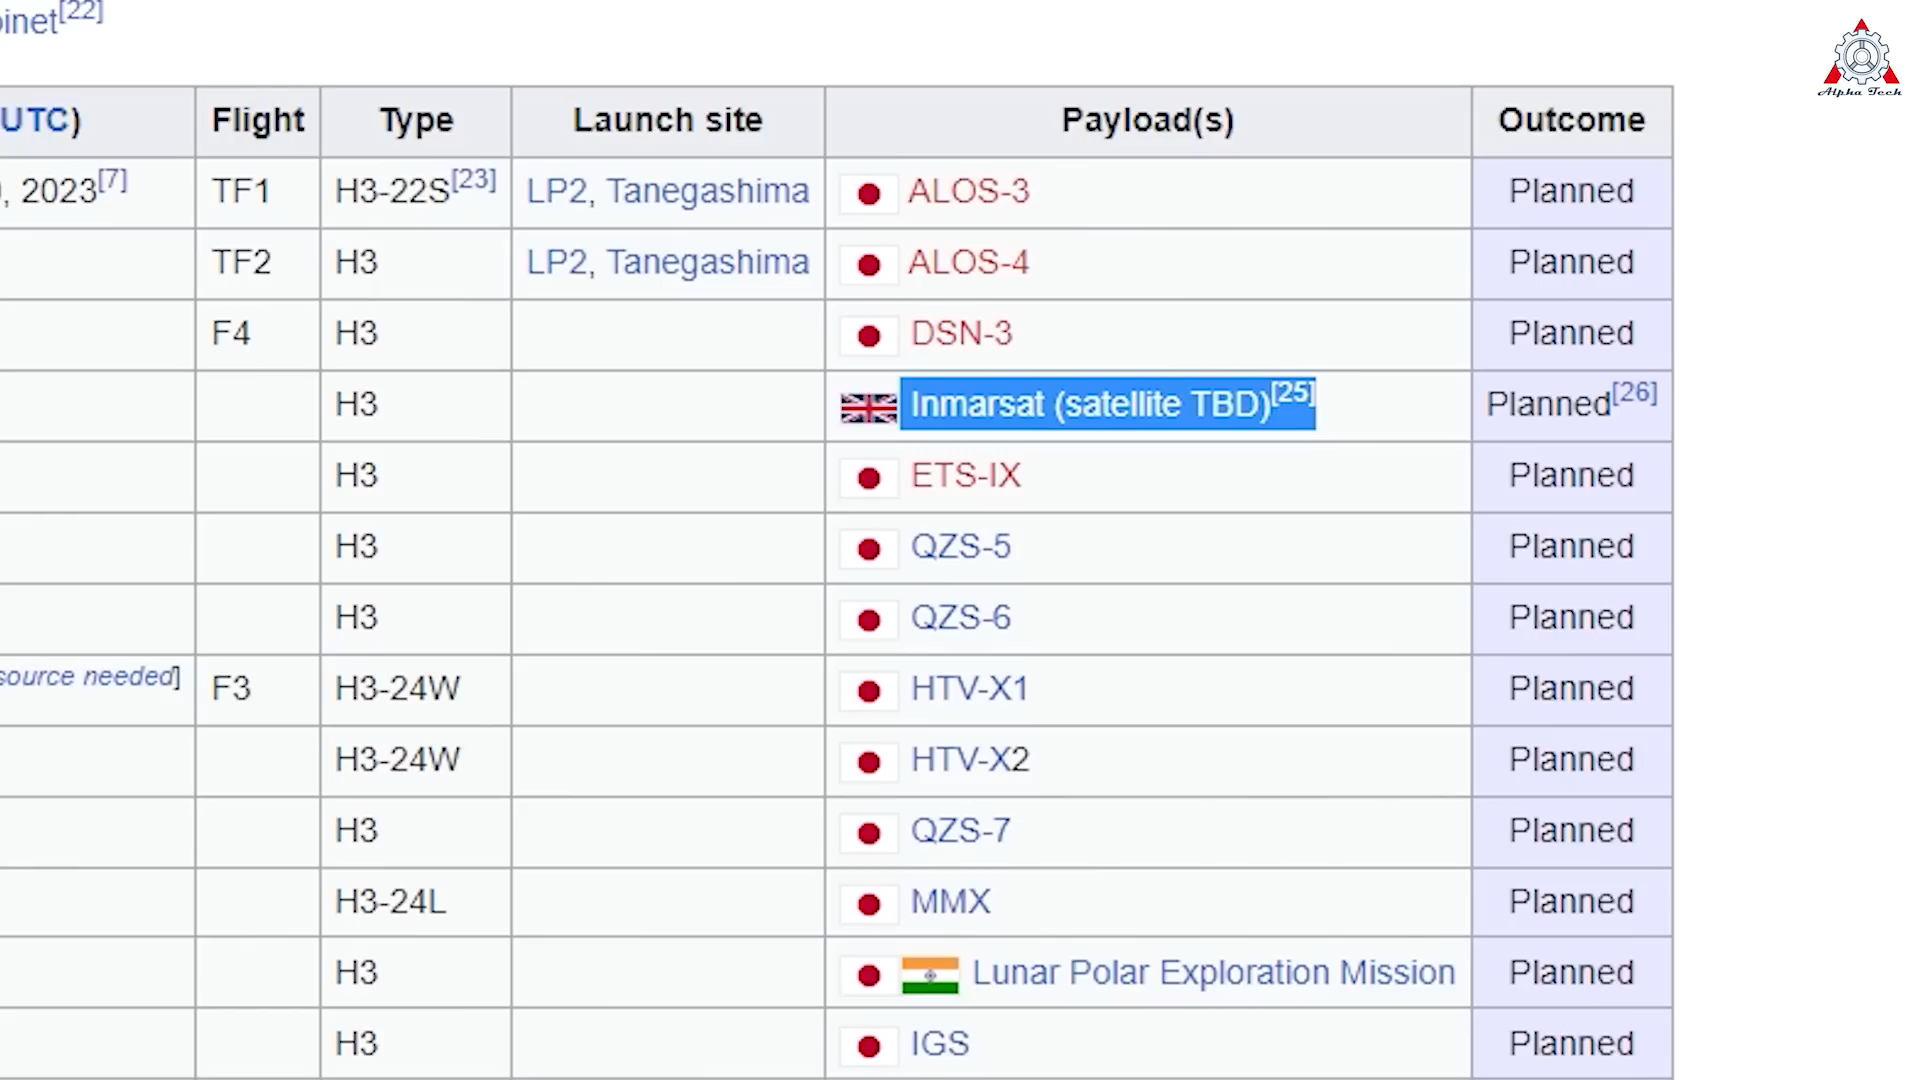 binet[22]
Alpha Tech
UTC) Flight Type Launch site Payload(s) Outcome
, 2023[7] TF1 H3-22S[23] LP2, Tanegashima ALOS-3 Planned
TF2 H3 LP2, Tanegashima ALOS-4 Planned
F4 H3 DSN-3 Planned
H3 Inmarsat (satellite TBD)[25] Planned[26]
H3 ETS-IX Planned
H3 QZS-5 Planned
H3 QZS-6 Planned
source needed] F3 H3-24W HTV-X1 Planned
H3-24W HTV-X2 Planned
H3 QZS-7 Planned
H3-24L MMX Planned
H3 Lunar Polar Exploration Mission Planned
H3 IGS Planned